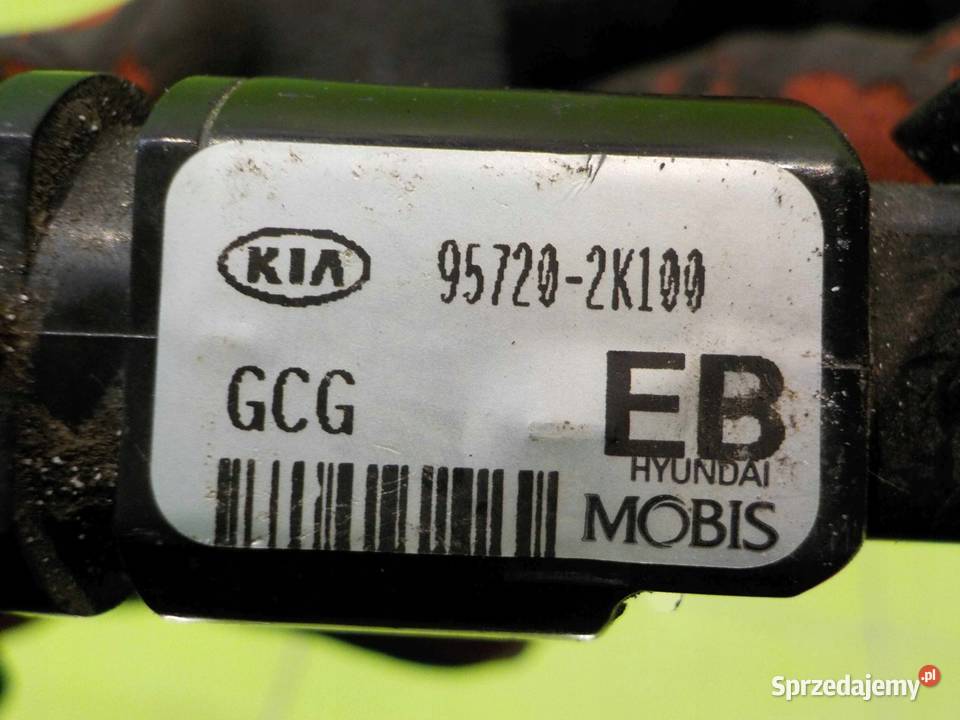 KIA 95720-2K100
GCG EB
HYUNDAI
MOBIS
Sprzedajemy.pl